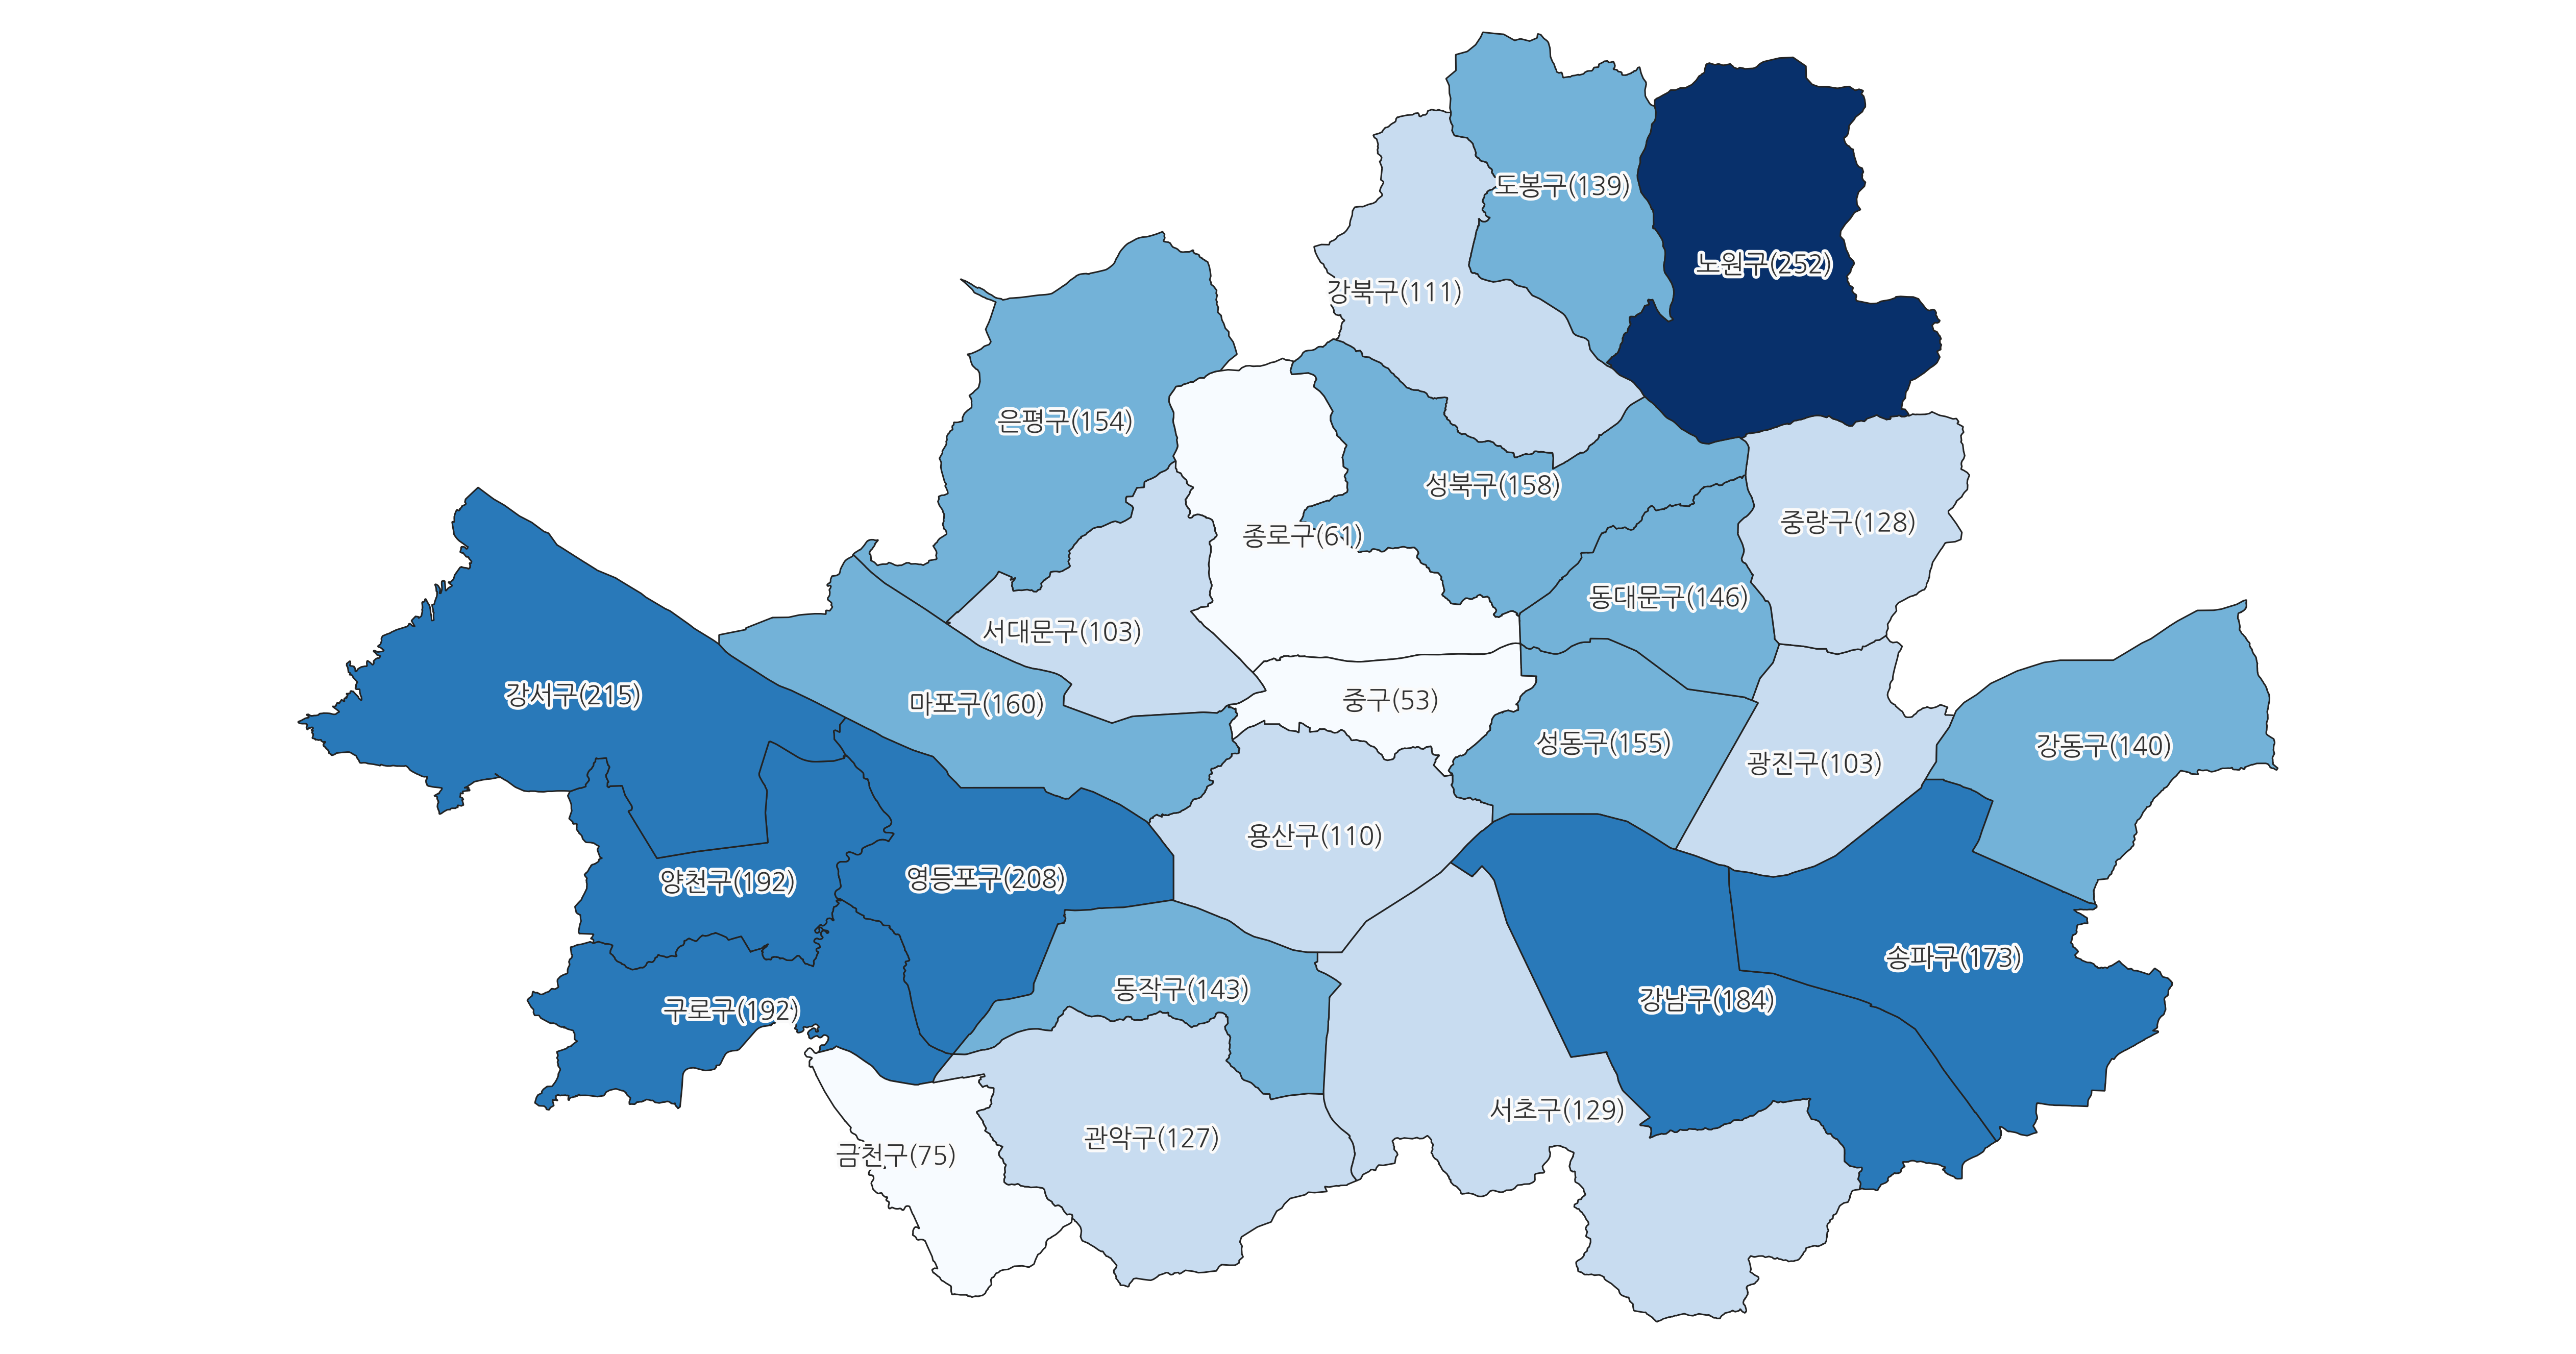 도봉구(139)
노원구(252)
강북구(111)
은평구(154)
성북구(158)
중랑구(128)
종로구(61)
동대문구(146)
서대문구(103)
강서구(215)
마포구(160)
중구(53)
성동구(155)
강동구(140)
광진구(103)
용산구(110)
영등포구(208)
양천구(192)
송파구(173)
동작구(143)
강남구(184)
구로구(192)
서초구(129)
관악구(127)
금천구(75)